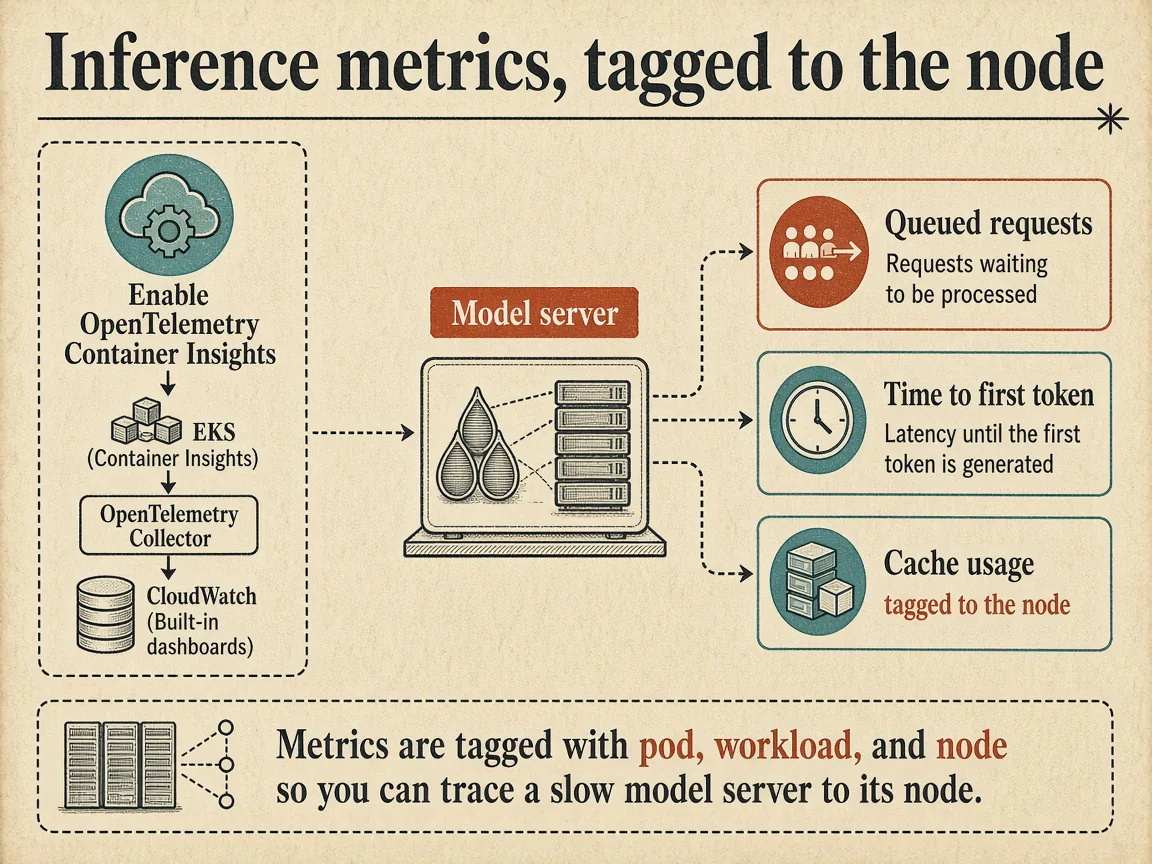 Inference metrics, tagged to the node
Enable
OpenTelemetry
Container Insights
EKS
(Container Insights)
OpenTelemetry
Collector
CloudWatch
(Built-in
dashboards)
Model server
Queued requests
Requests waiting
to be processed
Time to first token
Latency until the first
token is generated
Cache usage
tagged to the node
Metrics are tagged with pod, workload, and node
so you can trace a slow model server to its node.